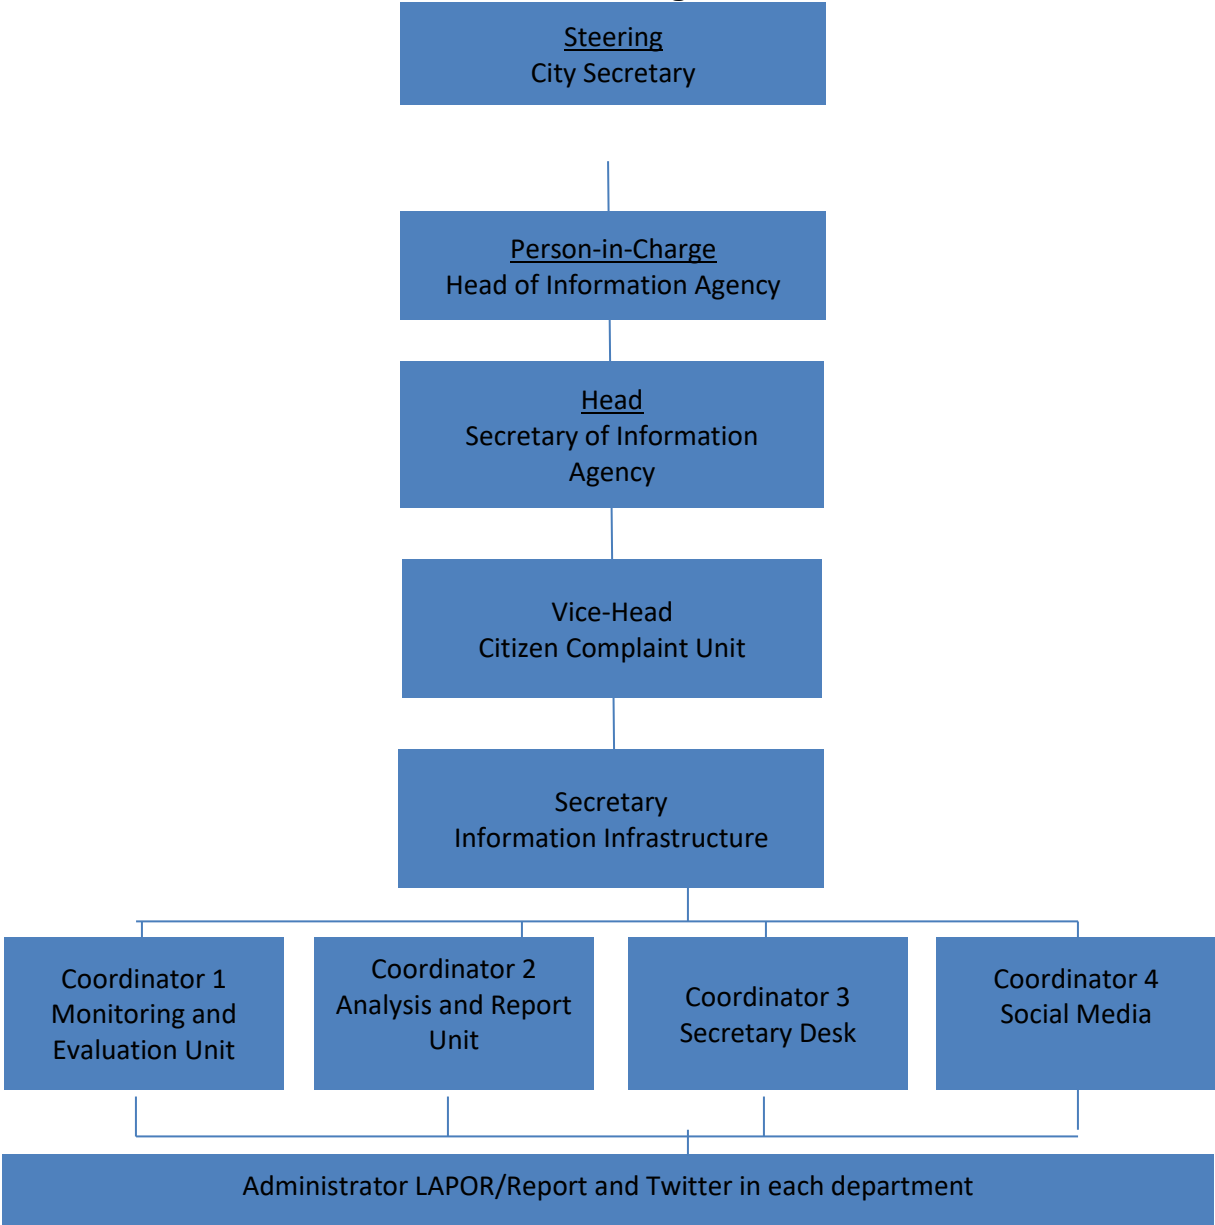 Steering
City Secretary
Person-in-Charge
Head of Information Agency
Head
Secretary of Information
Agency
Vice-Head
Citizen Complaint Unit
Secretary
Information Infrastructure
Coordinator 1
Monitoring and
Evaluation Unit
Coordinator 2
Analysis and Report
Unit
Coordinator 3
Secretary Desk
Coordinator 4
Social Media
Administrator LAPOR/Report and Twitter in each department